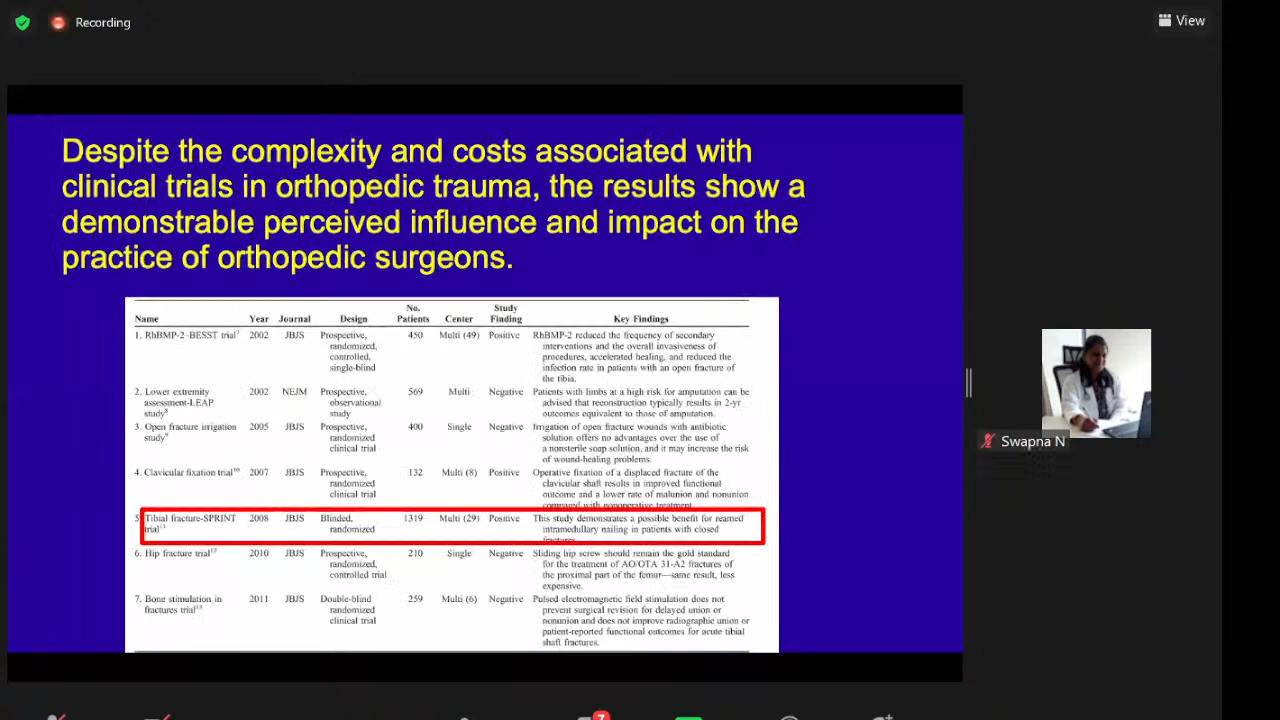 Recording
View
Despite the complexity and costs associated with
clinical trials in orthopedic trauma, the results show a
demonstrable perceived influence and impact on the
practice of orthopedic surgeons.
Name Year Journal Design No. Patients Center Study Finding Key Findings
1. RhBMP-2–BESST trial7 2002 JBJS Prospective, 450 Multi (49) Positive RhBMP-2 reduced the frequency of secondary
randomized, interventions and the overall invasiveness of
controlled, procedures, accelerated healing, and reduced the
single-blind infection rate in patients with an open fracture of
the tibia.
2. Lower extremity 2002 NEJM Prospective, 569 Multi Negative Patients with limbs at a high risk for amputation can be
assessment-LEAP observational advised that reconstruction typically results in 2-yr
study8 study outcomes equivalent to those of amputation.
3. Open fracture irrigation 2005 JBJS Prospective, 400 Single Negative Irrigation of open fracture wounds with antibiotic
study9 randomized solution offers no advantages over the use of
clinical trial a nonsterile soap solution, and it may increase the risk
of wound-healing problems.
4. Clavicular fixation trial10 2007 JBJS Prospective, 132 Multi (8) Positive Operative fixation of a displaced fracture of the
randomized clavicular shaft results in improved functional
clinical trial outcome and a lower rate of malunion and nonunion
compared with nonoperative treatment.
5. Tibial fracture-SPRINT 2008 JBJS Blinded, 1319 Multi (29) Positive This study demonstrates a possible benefit for reamed
trial11 randomized intramedullary nailing in patients with closed
fractures.
6. Hip fracture trial12 2010 JBJS Prospective, 210 Single Negative Sliding hip screw should remain the gold standard
randomized, for the treatment of AO/OTA 31-A2 fractures of
controlled trial the proximal part of the femur—same result, less
expensive.
7. Bone stimulation in 2011 JBJS Double-blind 259 Multi (6) Negative Pulsed electromagnetic field stimulation does not
fractures trial13 randomized prevent surgical revision for delayed union or
clinical trial nonunion and does not improve radiographic union or
patient-reported functional outcomes for acute tibial
shaft fractures.
Swapna N
7